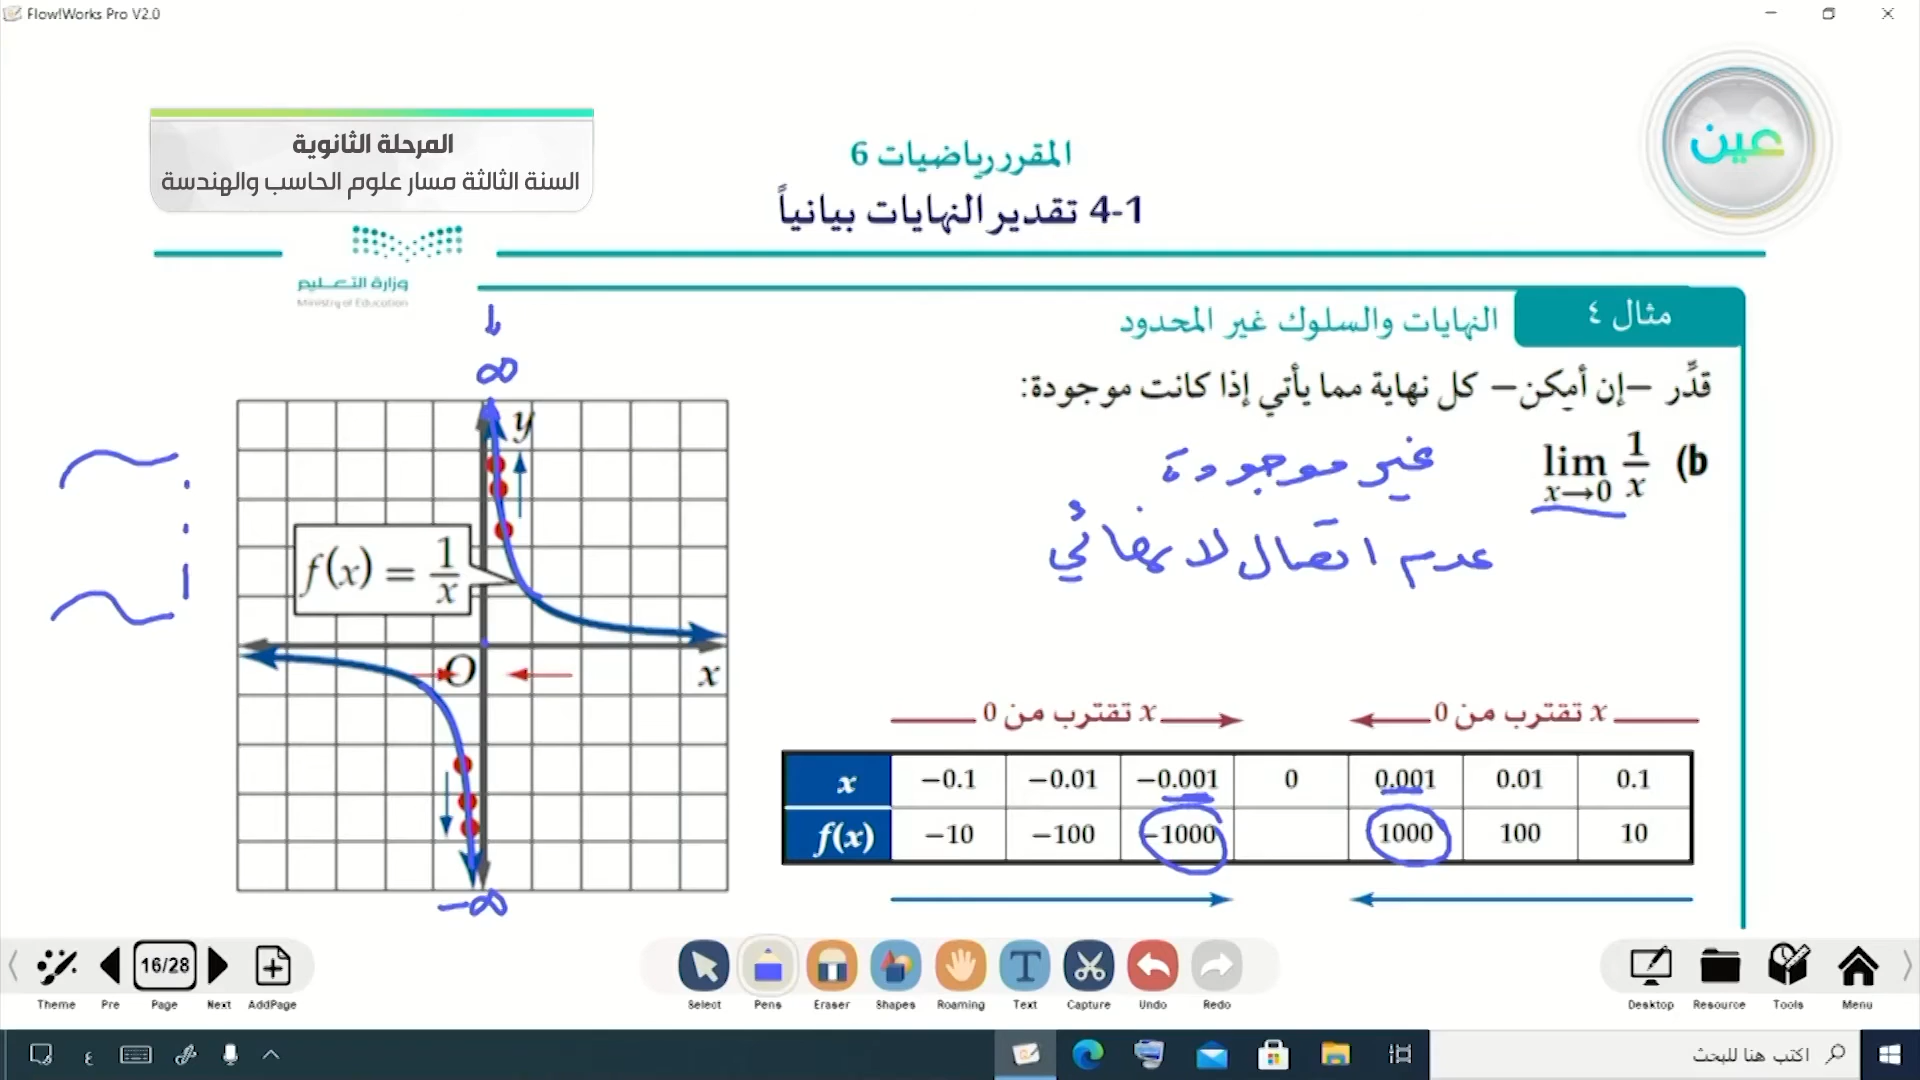 Flow!Works Pro V2.0
عين
المرحلة الثانوية
السنة الثالثة مسار علوم الحاسب والهندسة
المقرر رياضيات 6
4-1 تقدير النهايات بيانياً
وزارة التعليم
Ministry of Education
مثال ٤
النهايات والسلوك غير المحدود
قدِّر –إن أمكن– كل نهاية مما يأتي إذا كانت موجودة:
lim x→0 1/x (b
غير موجودة
عدم اتصال لا نهائي
∞
y
f(x) = 1/x
O
x
−∞
x تقترب من 0
x تقترب من 0
x −0.1 −0.01 −0.001 0 0.001 0.01 0.1
f(x) −10 −100 −1000 1000 100 10
16/28
Theme Pre Page Next AddPage
Select Pens Eraser Shapes Roaming Text Capture Undo Redo
Desktop Resource Tools Menu
ع
اكتب هنا للبحث